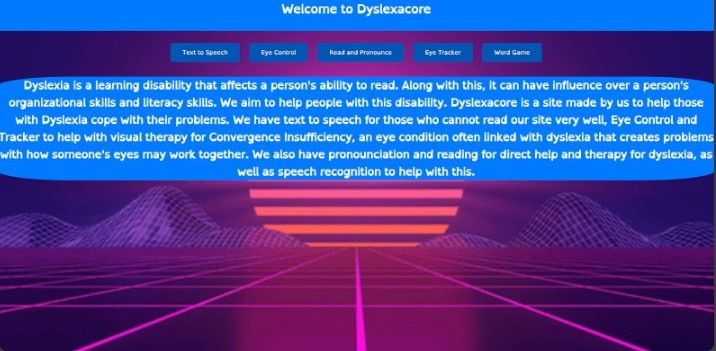 Welcome to Dyslexacore
Text to Speech
Eye Control
Read and Pronounce
Eye Tracker
Word Game
Dyslexia is a learning disability that affects a person's ability to read. Along with this, it can have influence over a person's
organizational skills and literacy skills. We aim to help people with this disability. Dyslexacore is a site made by us to help those
with Dyslexia cope with their problems. We have text to speech for those who cannot read our site very well, Eye Control and
Tracker to help with visual therapy for Convergence Insufficiency, an eye condition often linked with dyslexia that creates problems
with how someone's eyes may work together. We also have pronounciation and reading for direct help and therapy for dyslexia, as
well as speech recognition to help with this.